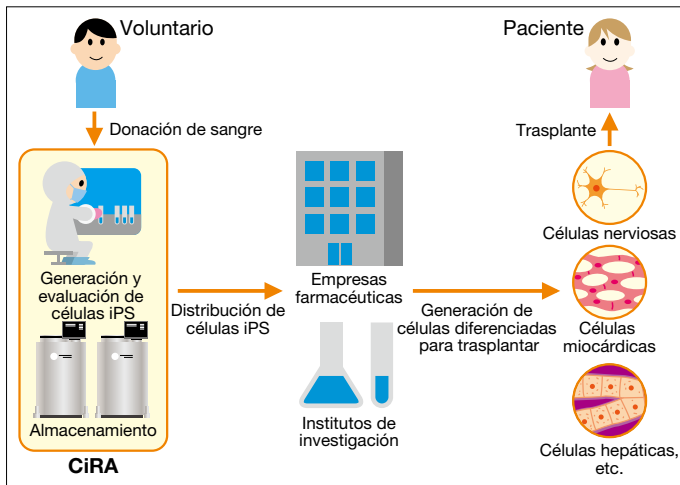 Voluntario
Donación de sangre
Generación y
evaluación de
células iPS
Almacenamiento
CiRA
Distribución de
células iPS
Empresas
farmacéuticas
Institutos de
investigación
Generación de
células diferenciadas
para trasplantar
Paciente
Trasplante
Células nerviosas
Células
miocárdicas
Células hepáticas,
etc.